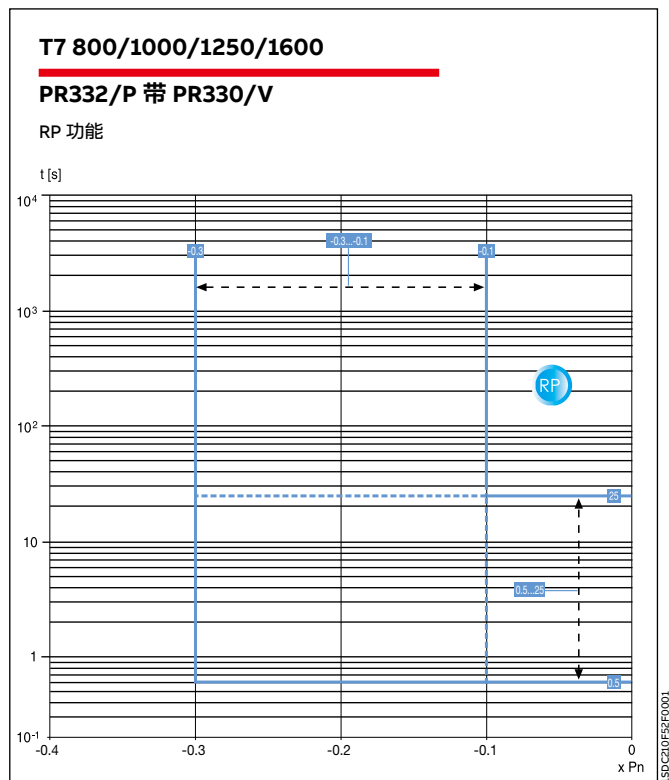 T7 800/1000/1250/1600
PR332/P 带 PR330/V
RP 功能
t [s]
10⁴
-0.3
-0.3...-0.1
-0.1
10³
RP
10²
25
10
0.5...25
1
0.5
10⁻¹
-0.4
-0.3
-0.2
-0.1
0
x Pn
5DC210F52F0001